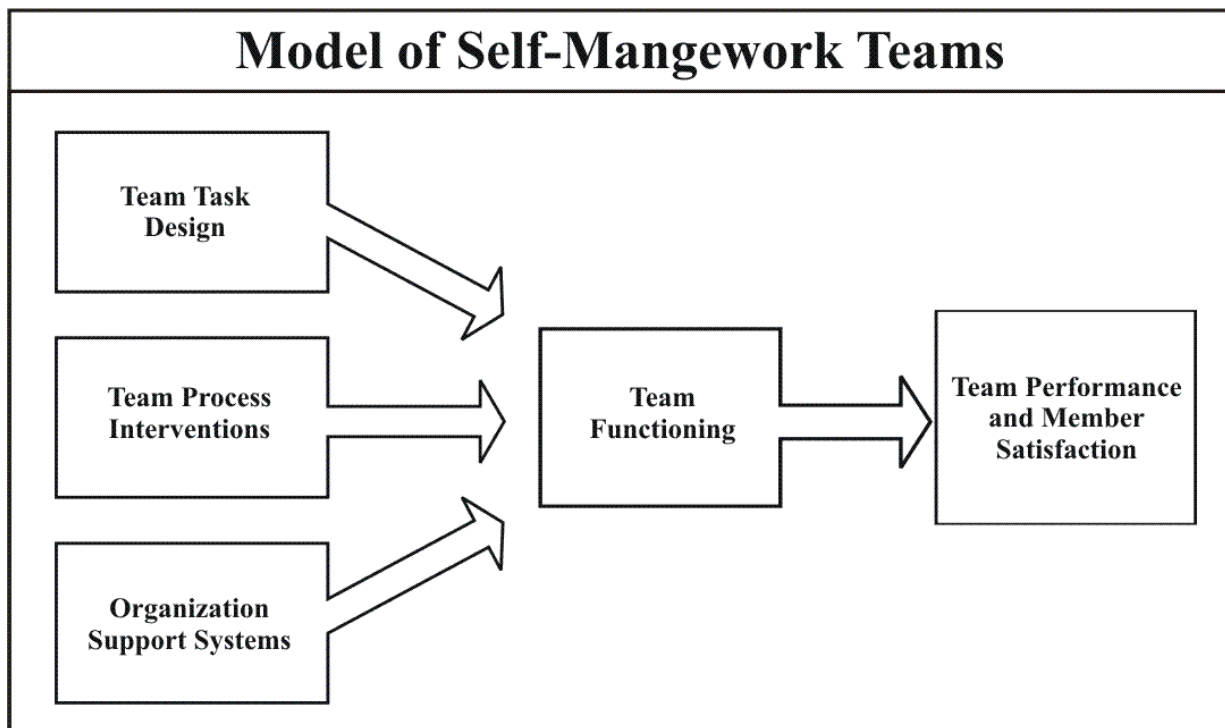 Model of Self-Mangework Teams
Team Task
Design
Team Process
Interventions
Organization
Support Systems
Team
Functioning
Team Performance
and Member
Satisfaction